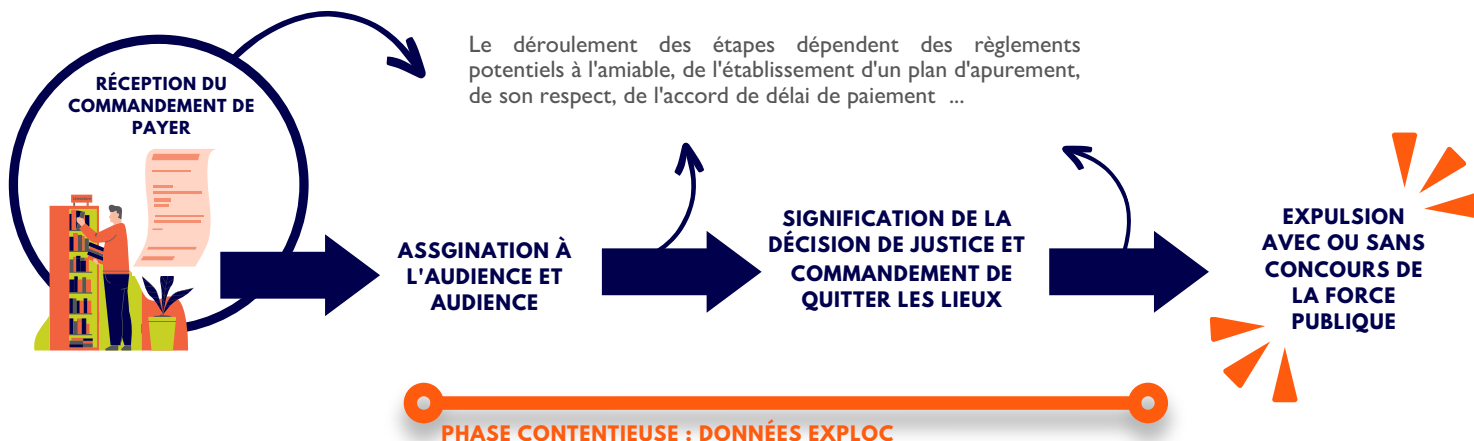 Le déroulement des étapes dépendent des règlements
potentiels à l'amiable, de l'établissement d'un plan d'apurement,
de son respect, de l'accord de délai de paiement ...
RÉCEPTION DU
COMMANDEMENT DE
PAYER
ASSGINATION À
L'AUDIENCE ET
AUDIENCE
SIGNIFICATION DE LA
DÉCISION DE JUSTICE ET
COMMANDEMENT DE
QUITTER LES LIEUX
EXPULSION
AVEC OU SANS
CONCOURS DE
LA FORCE
PUBLIQUE
PHASE CONTENTIEUSE : DONNÉES EXPLOC